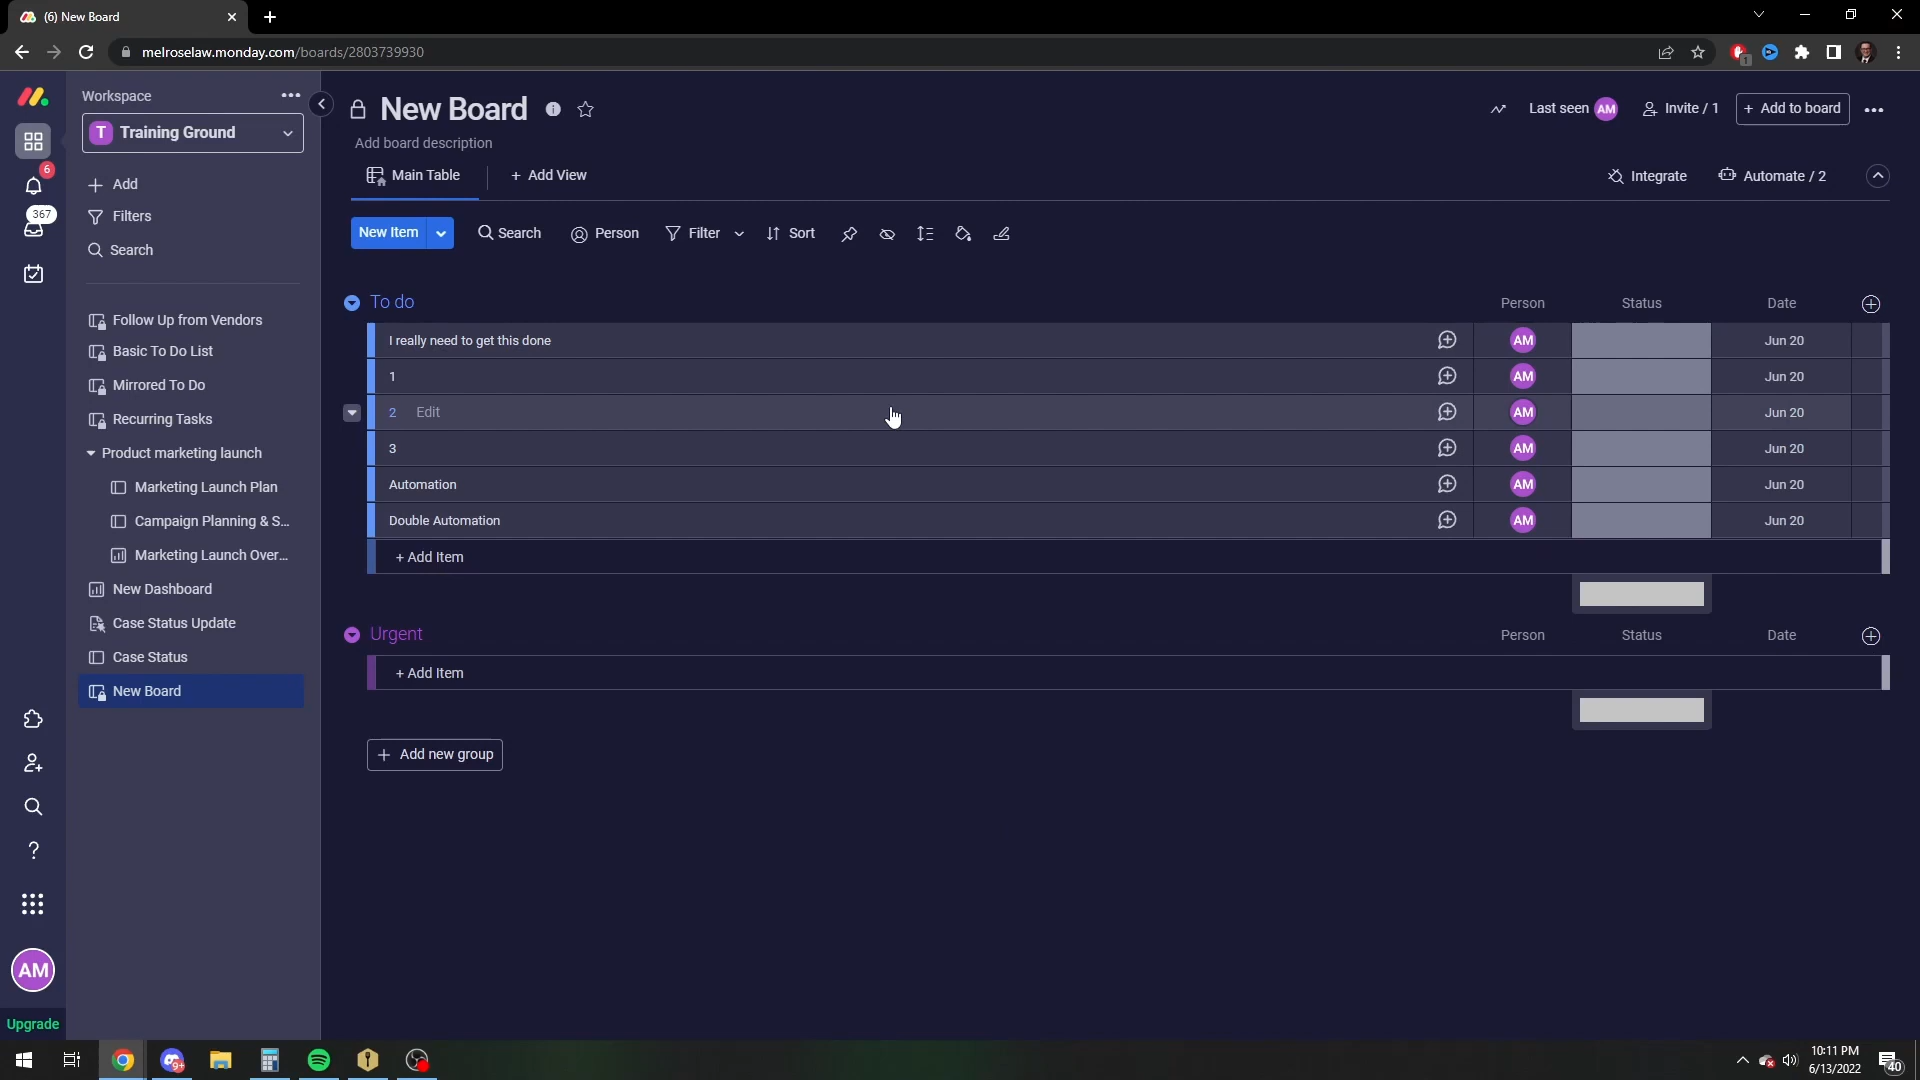 (6) New Board
melroselaw.monday.com/boards/2803739930
1
Workspace
T Training Ground
Add
Filters
Search
6
367
Follow Up from Vendors
Basic To Do List
Mirrored To Do
Recurring Tasks
Product marketing launch
Marketing Launch Plan
Campaign Planning & S...
Marketing Launch Over...
New Dashboard
Case Status Update
Case Status
New Board
AM
Upgrade
New Board
Last seen AM
Invite / 1
+ Add to board
Add board description
Main Table
+ Add View
Integrate
Automate / 2
New Item
Search
Person
Filter
Sort
To do Person Status Date
I really need to get this done AM Jun 20
1 AM Jun 20
2 Edit AM Jun 20
3 AM Jun 20
Automation AM Jun 20
Double Automation AM Jun 20
+ Add Item
Urgent Person Status Date
+ Add Item
+ Add new group
9+
10:11 PM
6/13/2022
40